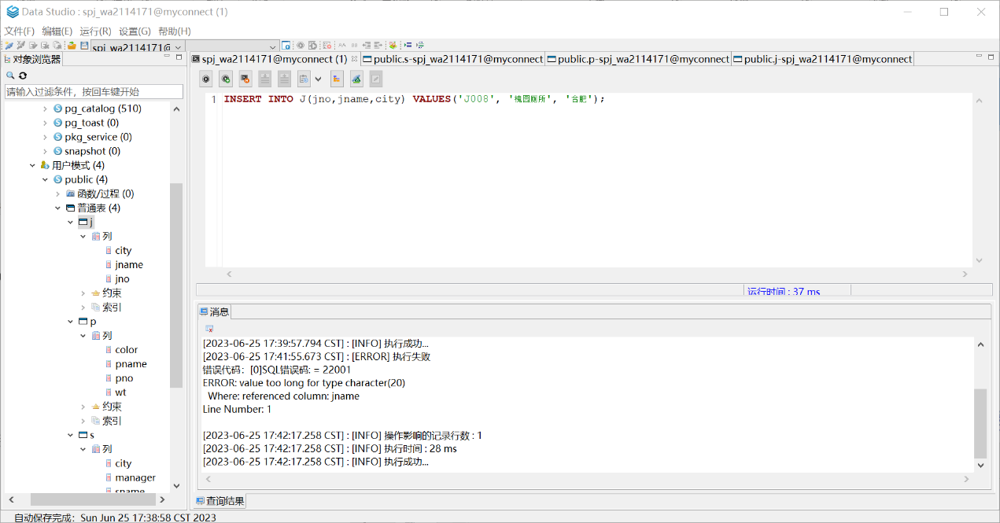 Data Studio : spj_wa2114171@myconnect (1)
文件(F) 编辑(E) 运行(R) 设置(G) 帮助(H)
spj_wa2114171@
对象浏览器
请输入过滤条件，按回车键开始
pg_catalog (510)
pg_toast (0)
pkg_service (0)
snapshot (0)
用户模式 (4)
public (4)
函数/过程 (0)
普通表 (4)
j
列
city
jname
jno
约束
索引
p
列
color
pname
pno
wt
约束
索引
s
列
city
manager
sname
spj_wa2114171@myconnect (1)
public.s-spj_wa2114171@myconnect
public.p-spj_wa2114171@myconnect
public.j-spj_wa2114171@myconnect
1 INSERT INTO J(jno,jname,city) VALUES('J008', '槐园厕所', '合肥');
运行时间 : 37 ms
消息
[2023-06-25 17:39:57.794 CST] : [INFO] 执行成功...
[2023-06-25 17:41:55.673 CST] : [ERROR] 执行失败
错误代码：[0]SQL错误码: = 22001
ERROR: value too long for type character(20)
Where: referenced column: jname
Line Number: 1
[2023-06-25 17:42:17.258 CST] : [INFO] 操作影响的记录行数 : 1
[2023-06-25 17:42:17.258 CST] : [INFO] 执行时间 : 28 ms
[2023-06-25 17:42:17.258 CST] : [INFO] 执行成功...
查询结果
自动保存完成：Sun Jun 25 17:38:58 CST 2023